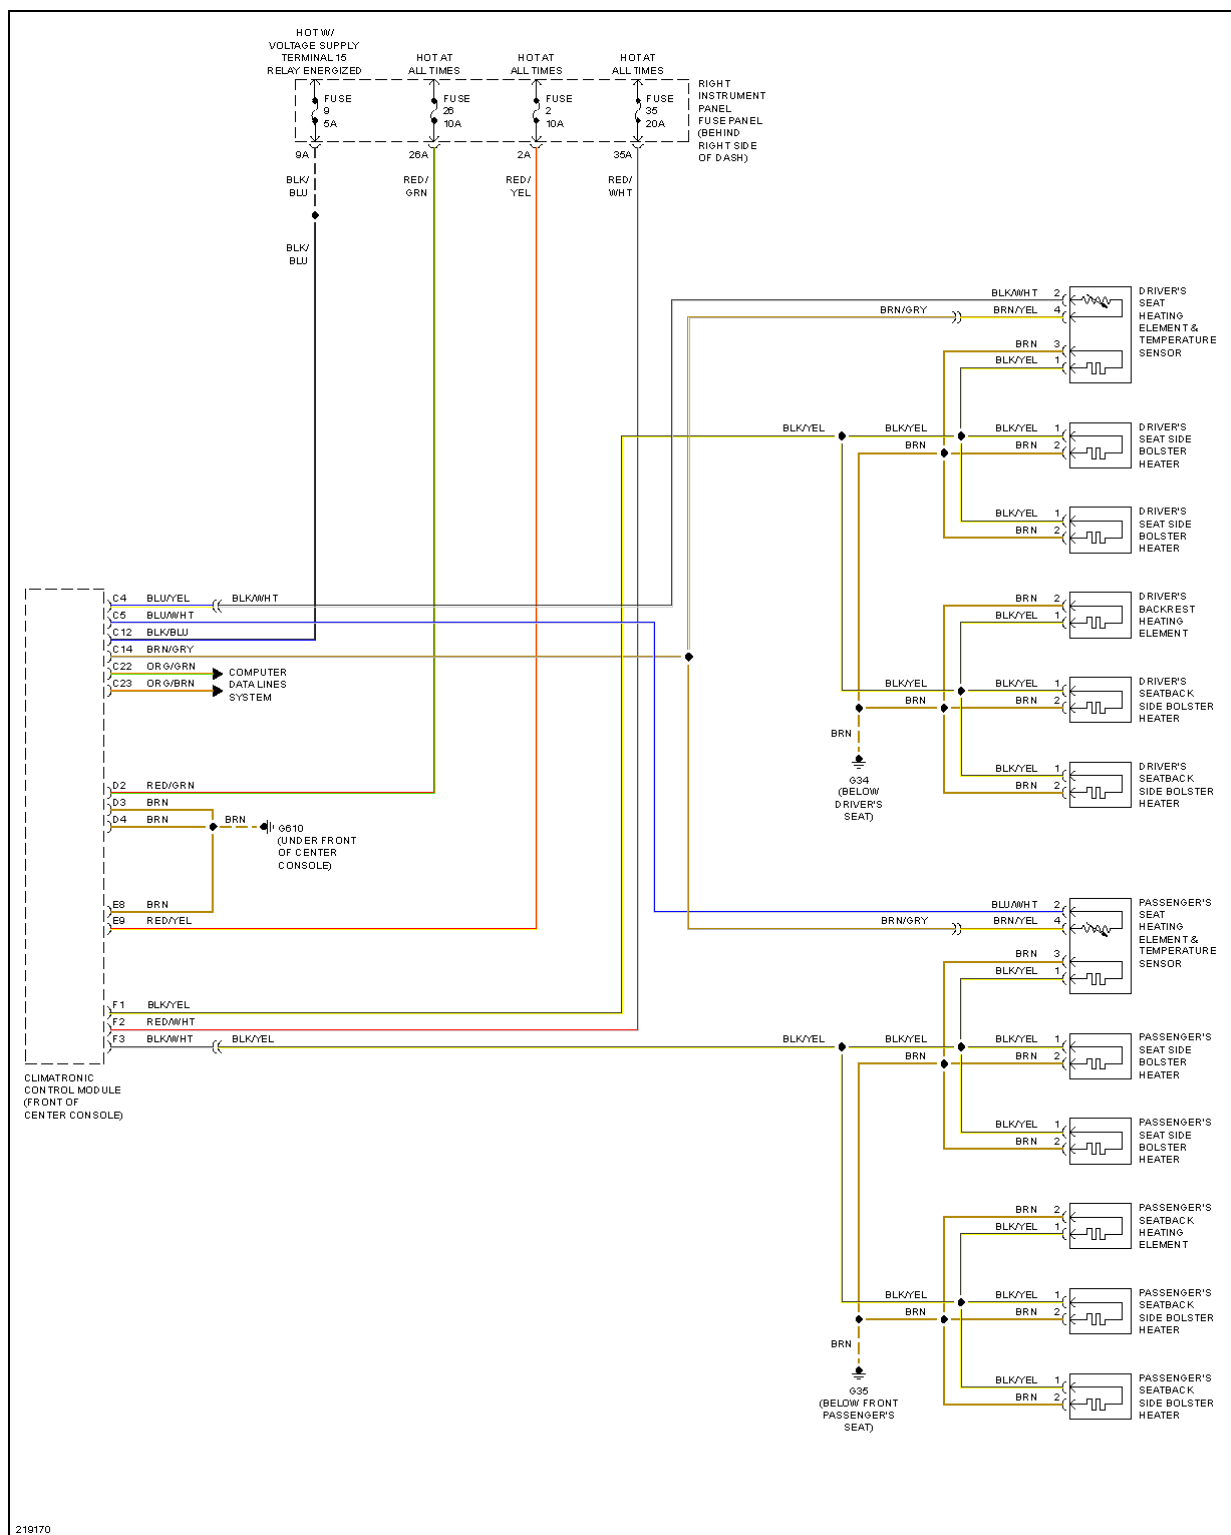 HOT W/
VOLTAGE SUPPLY
TERMINAL 15
RELAY ENERGIZED
HOT AT
ALL TIMES
HOT AT
ALL TIMES
HOT AT
ALL TIMES
FUSE
9
5A
FUSE
26
10A
FUSE
2
10A
FUSE
35
20A
RIGHT
INSTRUMENT
PANEL
FUSE PANEL
(BEHIND
RIGHT SIDE
OF DASH)
9A
26A
2A
35A
BLK/
BLU
RED/
GRN
RED/
YEL
RED/
WHT
BLK/
BLU
BLK/WHT 2
BRN/GRY BRN/YEL 4
BRN 3
BLK/YEL 1
DRIVER'S
SEAT
HEATING
ELEMENT &
TEMPERATURE
SENSOR
BLK/YEL BLK/YEL BLK/YEL 1
BRN BRN 2
DRIVER'S
SEAT SIDE
BOLSTER
HEATER
BLK/YEL 1
BRN 2
DRIVER'S
SEAT SIDE
BOLSTER
HEATER
BRN 2
BLK/YEL 1
DRIVER'S
BACKREST
HEATING
ELEMENT
BLK/YEL BLK/YEL 1
BRN BRN 2
DRIVER'S
SEATBACK
SIDE BOLSTER
HEATER
BRN
G34
(BELOW
DRIVER'S
SEAT)
BLK/YEL 1
BRN 2
DRIVER'S
SEATBACK
SIDE BOLSTER
HEATER
C4 BLU/YEL BLK/WHT
C5 BLU/WHT
C12 BLK/BLU
C14 BRN/GRY
C22 ORG/GRN
C23 ORG/BRN
COMPUTER
DATA LINES
SYSTEM
D2 RED/GRN
D3 BRN
D4 BRN BRN
G610
(UNDER FRONT
OF CENTER
CONSOLE)
E8 BRN
E9 RED/YEL
F1 BLK/YEL
F2 RED/WHT
F3 BLK/WHT BLK/YEL
CLIMATRONIC
CONTROL MODULE
(FRONT OF
CENTER CONSOLE)
BLU/WHT 2
BRN/GRY BRN/YEL 4
BRN 3
BLK/YEL 1
PASSENGER'S
SEAT
HEATING
ELEMENT &
TEMPERATURE
SENSOR
BLK/YEL BLK/YEL BLK/YEL 1
BRN BRN 2
PASSENGER'S
SEAT SIDE
BOLSTER
HEATER
BLK/YEL 1
BRN 2
PASSENGER'S
SEAT SIDE
BOLSTER
HEATER
BRN 2
BLK/YEL 1
PASSENGER'S
SEATBACK
HEATING
ELEMENT
BLK/YEL BLK/YEL 1
BRN BRN 2
PASSENGER'S
SEATBACK
SIDE BOLSTER
HEATER
BRN
G35
(BELOW FRONT
PASSENGER'S
SEAT)
BLK/YEL 1
BRN 2
PASSENGER'S
SEATBACK
SIDE BOLSTER
HEATER
219170